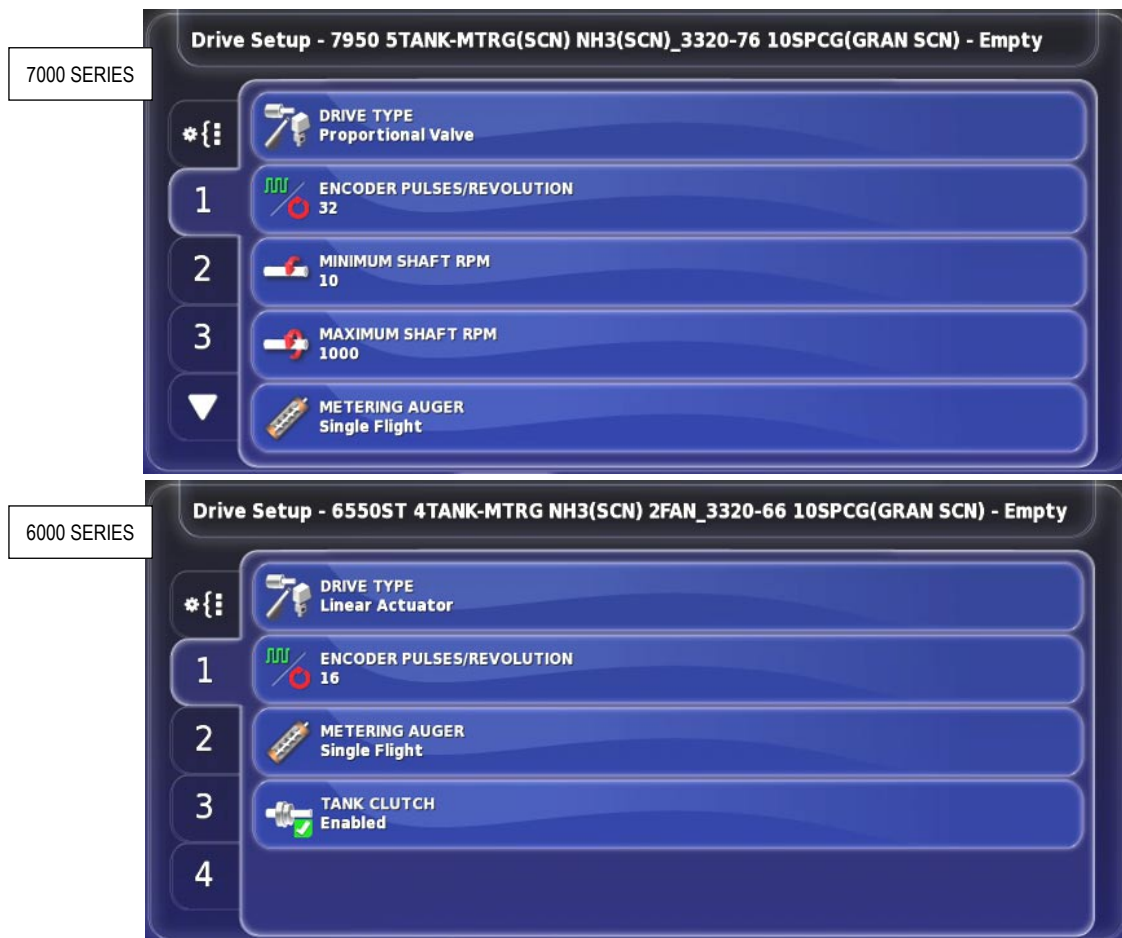 7000 SERIES
Drive Setup - 7950 5TANK-MTRG(SCN) NH3(SCN)_3320-76 10SPCG(GRAN SCN) - Empty
DRIVE TYPE
Proportional Valve
1
ENCODER PULSES/REVOLUTION
32
2
MINIMUM SHAFT RPM
10
3
MAXIMUM SHAFT RPM
1000
METERING AUGER
Single Flight
6000 SERIES
Drive Setup - 6550ST 4TANK-MTRG NH3(SCN) 2FAN_3320-66 10SPCG(GRAN SCN) - Empty
DRIVE TYPE
Linear Actuator
1
ENCODER PULSES/REVOLUTION
16
2
METERING AUGER
Single Flight
3
TANK CLUTCH
Enabled
4